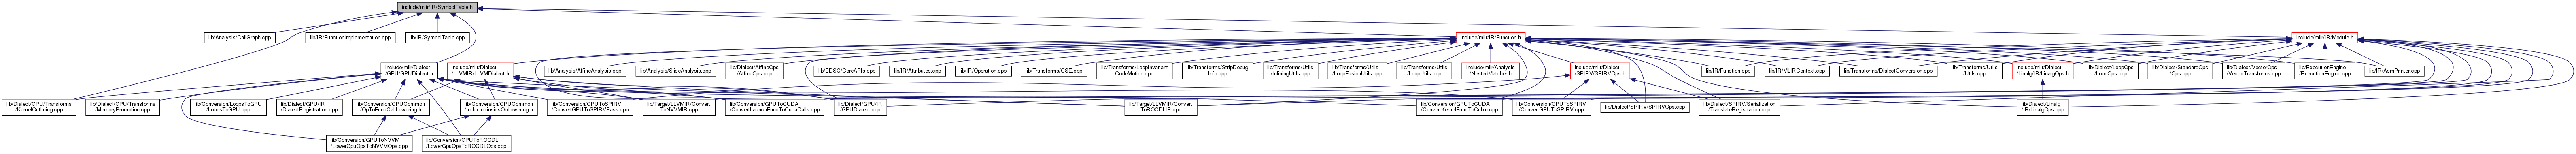 include/mlir/IR/SymbolTable.h
lib/Analysis/CallGraph.cpp
lib/IR/FunctionImplementation.cpp
lib/IR/SymbolTable.cpp
include/mlir/IR/Function.h
include/mlir/IR/Module.h
include/mlir/Dialect
/GPU/GPUDialect.h
include/mlir/Dialect
/LLVMIR/LLVMDialect.h
lib/Analysis/AffineAnalysis.cpp
lib/Analysis/SliceAnalysis.cpp
lib/Dialect/AffineOps
/AffineOps.cpp
lib/EDSC/CoreAPIs.cpp
lib/IR/Attributes.cpp
lib/IR/Operation.cpp
lib/Transforms/CSE.cpp
lib/Transforms/LoopInvariant
CodeMotion.cpp
lib/Transforms/StripDebug
Info.cpp
lib/Transforms/Utils
/InliningUtils.cpp
lib/Transforms/Utils
/LoopFusionUtils.cpp
lib/Transforms/Utils
/LoopUtils.cpp
include/mlir/Analysis
/NestedMatcher.h
include/mlir/Dialect
/SPIRV/SPIRVOps.h
lib/IR/Function.cpp
lib/IR/MLIRContext.cpp
lib/Transforms/DialectConversion.cpp
lib/Transforms/Utils
/Utils.cpp
include/mlir/Dialect
/Linalg/IR/LinalgOps.h
lib/Dialect/LoopOps
/LoopOps.cpp
lib/Dialect/StandardOps
/Ops.cpp
lib/Dialect/VectorOps
/VectorTransforms.cpp
lib/ExecutionEngine
/ExecutionEngine.cpp
lib/IR/AsmPrinter.cpp
lib/Dialect/GPU/Transforms
/KernelOutlining.cpp
lib/Dialect/GPU/Transforms
/MemoryPromotion.cpp
lib/Conversion/LoopsToGPU
/LoopsToGPU.cpp
lib/Dialect/GPU/IR
/DialectRegistration.cpp
lib/Conversion/GPUCommon
/OpToFuncCallLowering.h
lib/Conversion/GPUCommon
/IndexIntrinsicsOpLowering.h
lib/Conversion/GPUToSPIRV
/ConvertGPUToSPIRVPass.cpp
lib/Target/LLVMIR/Convert
ToNVVMIR.cpp
lib/Conversion/GPUToCUDA
/ConvertLaunchFuncToCudaCalls.cpp
lib/Dialect/GPU/IR
/GPUDialect.cpp
lib/Target/LLVMIR/Convert
ToROCDLIR.cpp
lib/Conversion/GPUToCUDA
/ConvertKernelFuncToCubin.cpp
lib/Conversion/GPUToSPIRV
/ConvertGPUToSPIRV.cpp
lib/Dialect/SPIRV/SPIRVOps.cpp
lib/Dialect/SPIRV/Serialization
/TranslateRegistration.cpp
lib/Dialect/Linalg
/IR/LinalgOps.cpp
lib/Conversion/GPUToNVVM
/LowerGpuOpsToNVVMOps.cpp
lib/Conversion/GPUToROCDL
/LowerGpuOpsToROCDLOps.cpp